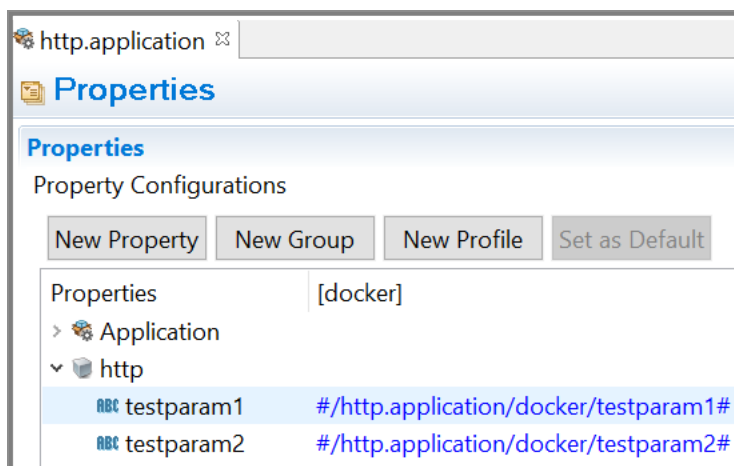 http.application
Properties
Properties
Property Configurations
New Property New Group New Profile Set as Default
Properties [docker]
Application
http
ABC testparam1 #/http.application/docker/testparam1#
ABC testparam2 #/http.application/docker/testparam2#